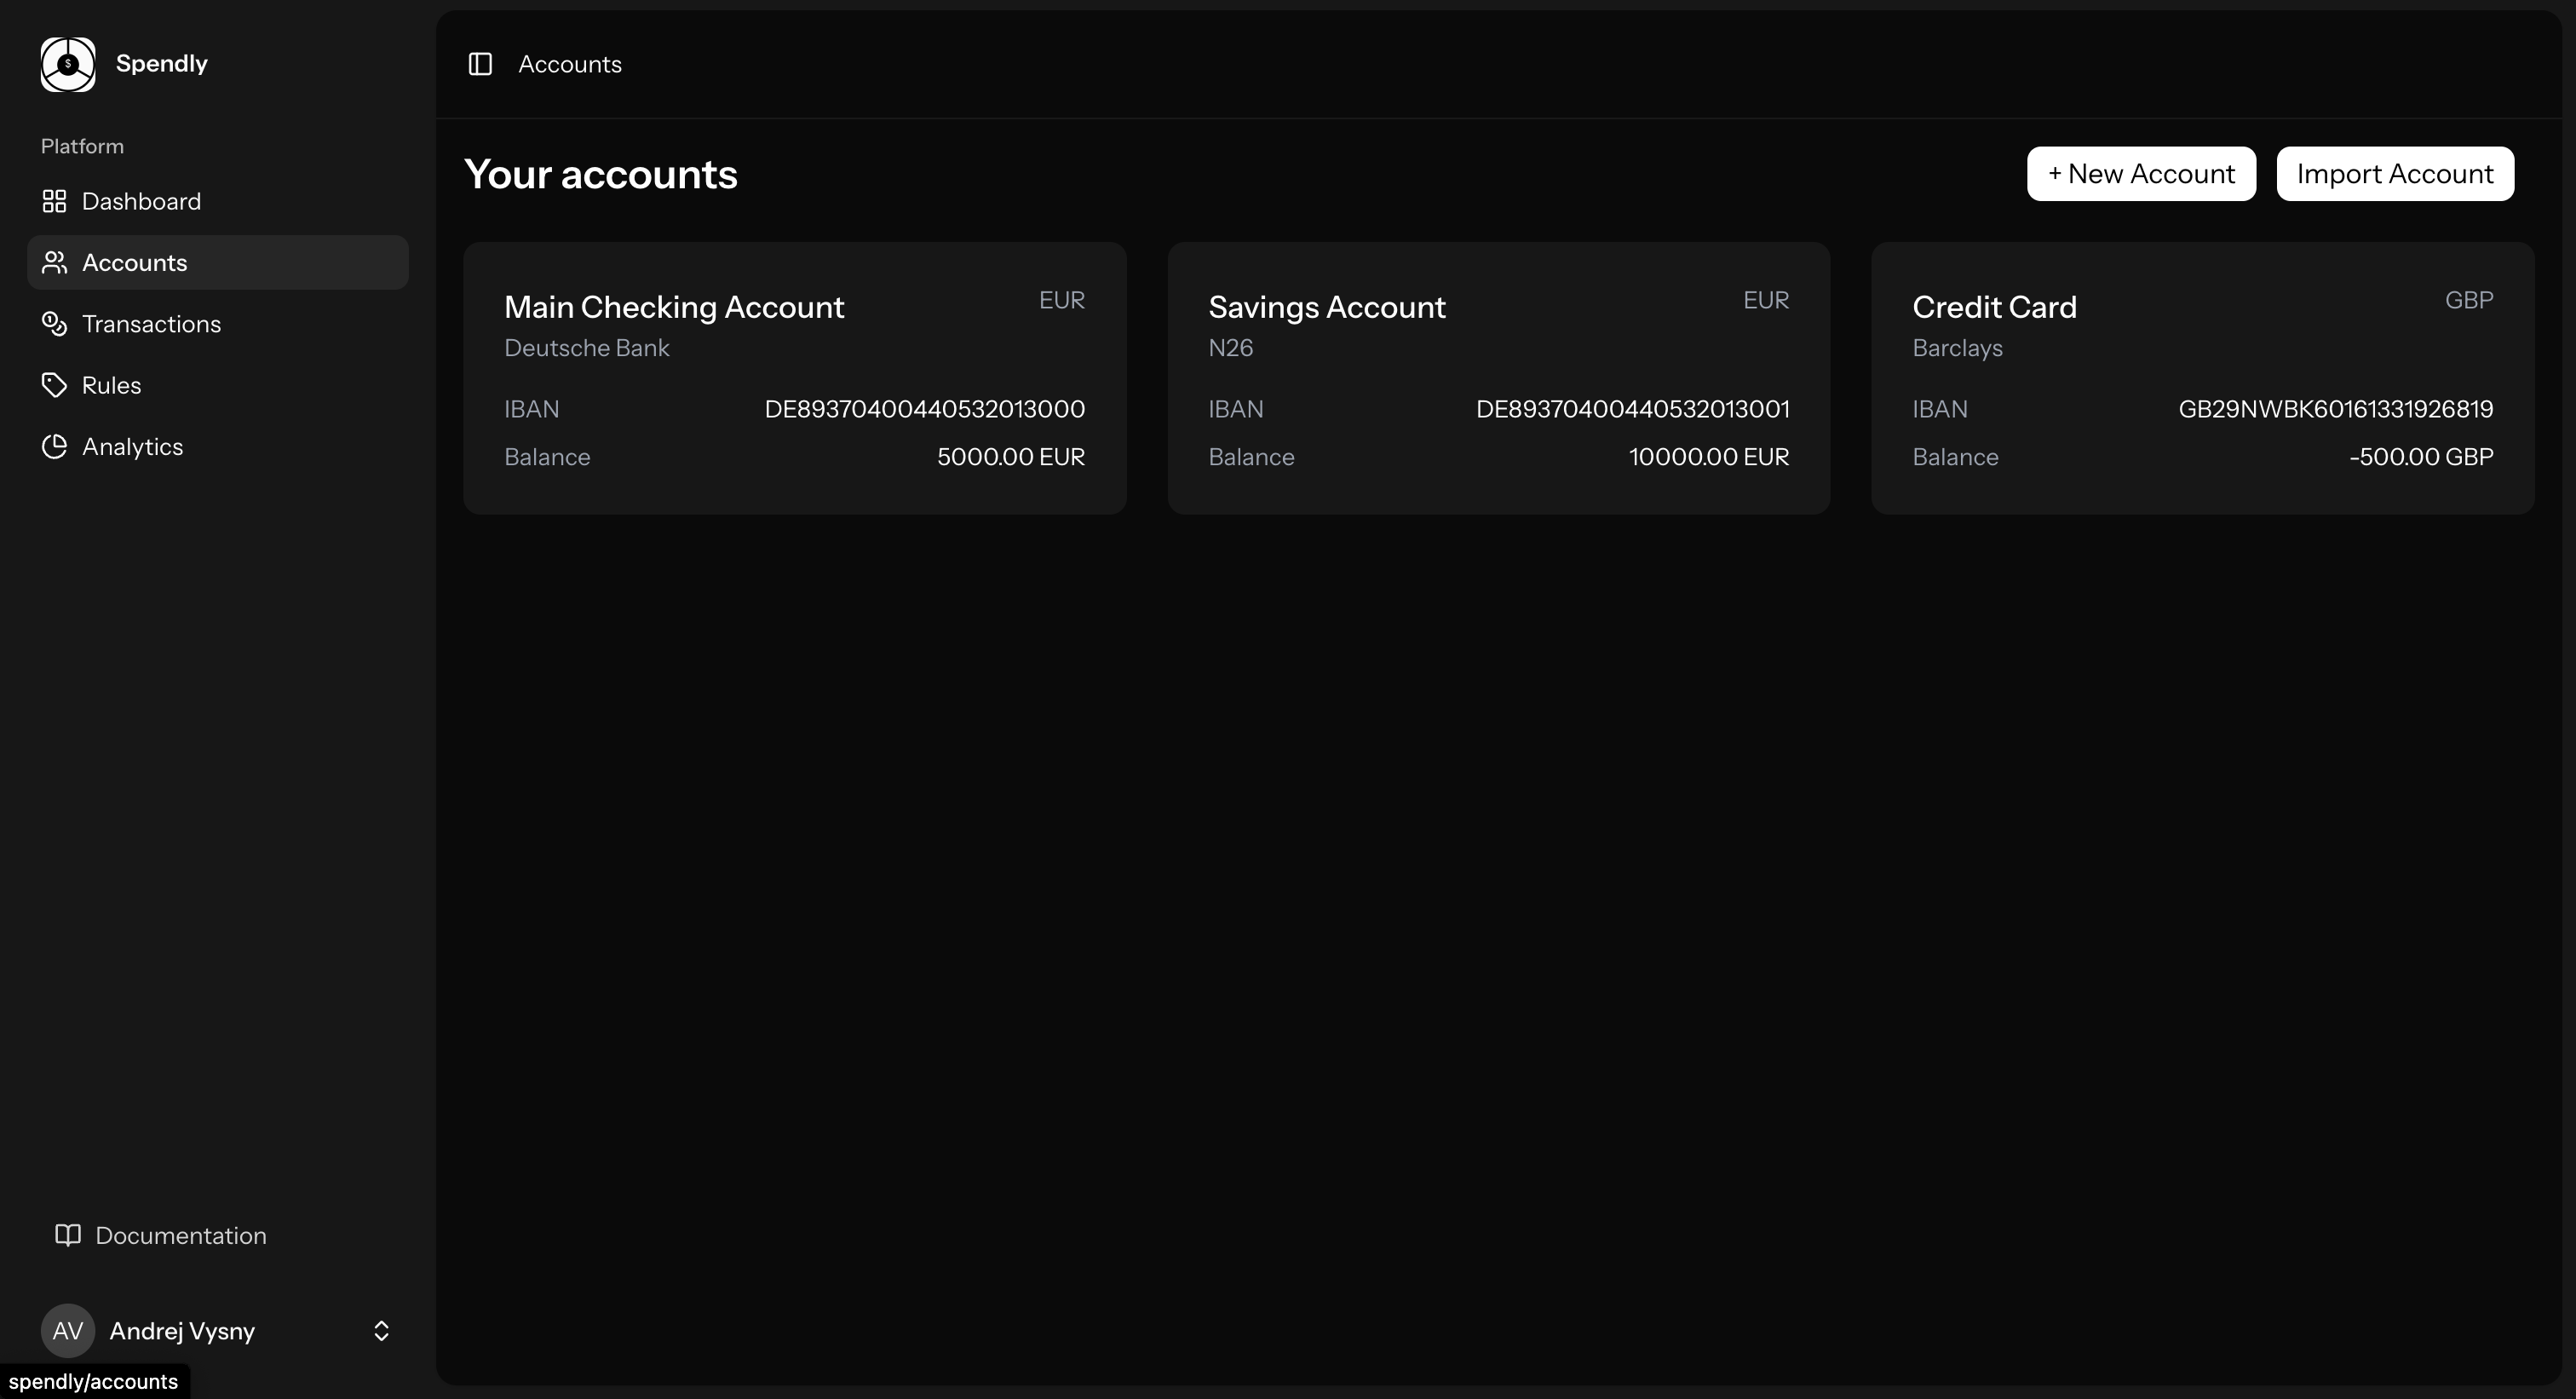 $
Spendly
Platform
Dashboard
Accounts
Transactions
Rules
Analytics
Documentation
AV
Andrej Vysny
spendly/accounts
Accounts
Your accounts
+ New Account
Import Account
Main Checking Account
EUR
Deutsche Bank
IBAN
DE89370400440532013000
Balance
5000.00 EUR
Savings Account
EUR
N26
IBAN
DE89370400440532013001
Balance
10000.00 EUR
Credit Card
GBP
Barclays
IBAN
GB29NWBK60161331926819
Balance
-500.00 GBP